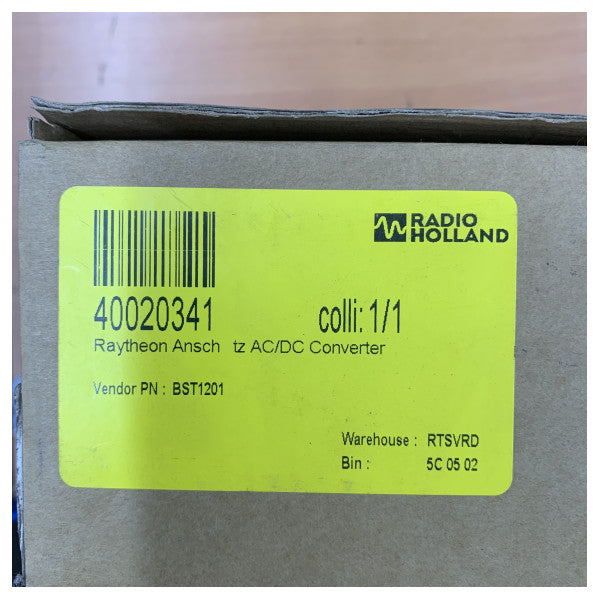 RADIO
HOLLAND
40020341 colli: 1/1
Raytheon Ansch tz AC/DC Converter
Vendor PN : BST1201
Warehouse : RTSVRD
Bin : 5C 05 02